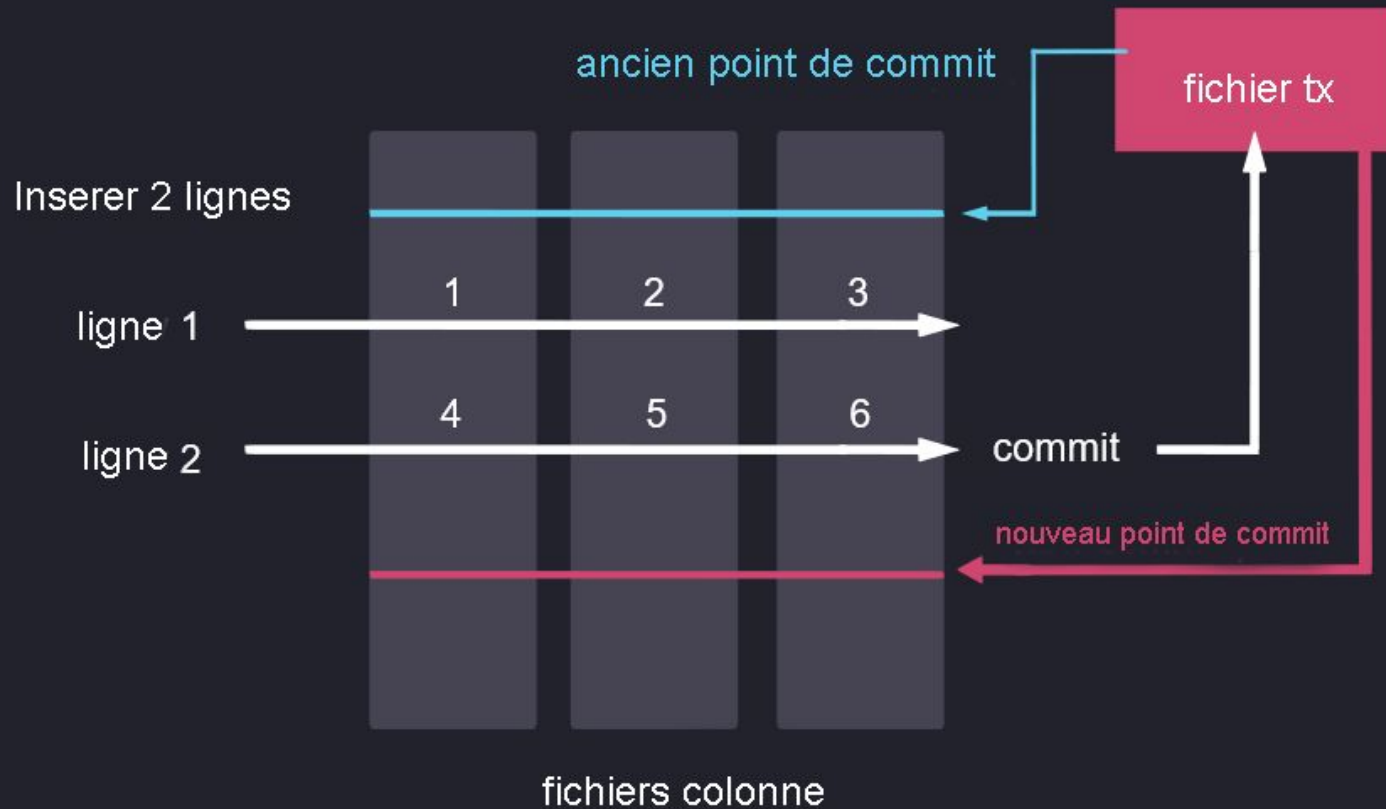 ancien point de commit
fichier tx
Inserer 2 lignes
1 2 3
ligne 1
4 5 6
ligne 2
commit
nouveau point de commit
fichiers colonne